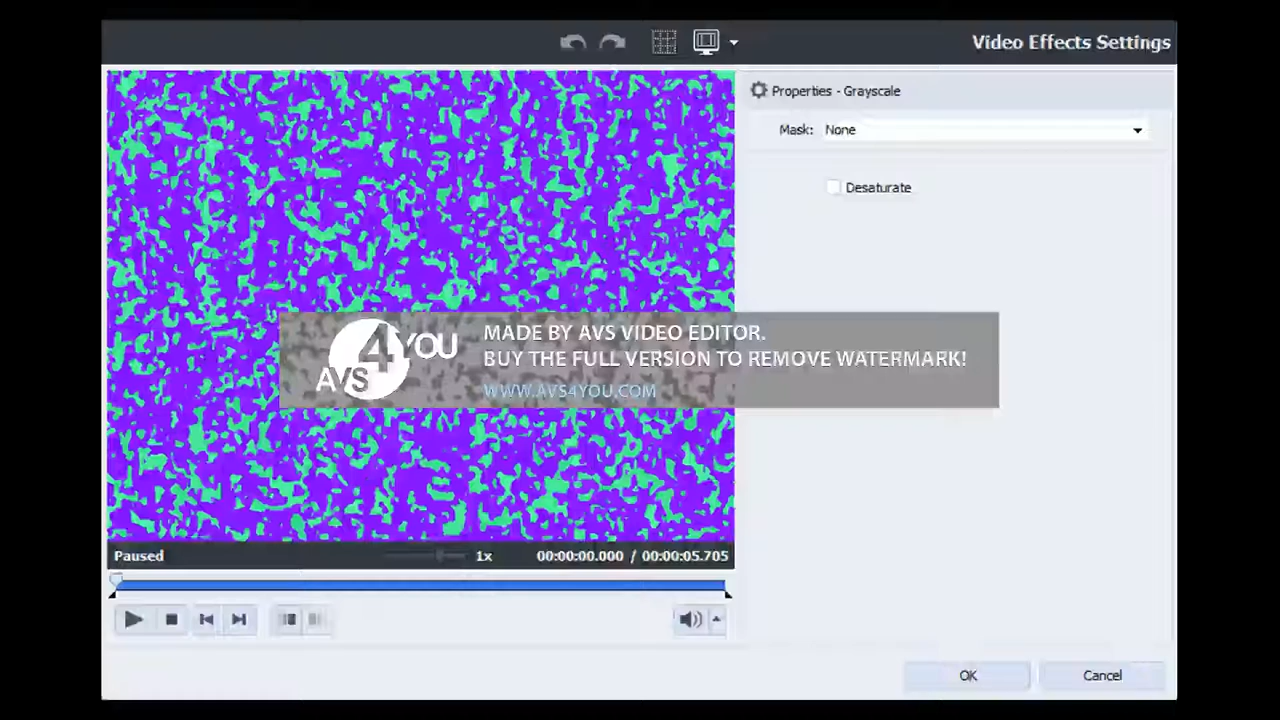 Video Effects Settings
Properties - Grayscale
Mask: None
Desaturate
AVS4YOU
MADE BY AVS VIDEO EDITOR.
BUY THE FULL VERSION TO REMOVE WATERMARK!
WWW.AVS4YOU.COM
Paused 1x 00:00:00.000 / 00:00:05.705
OK Cancel